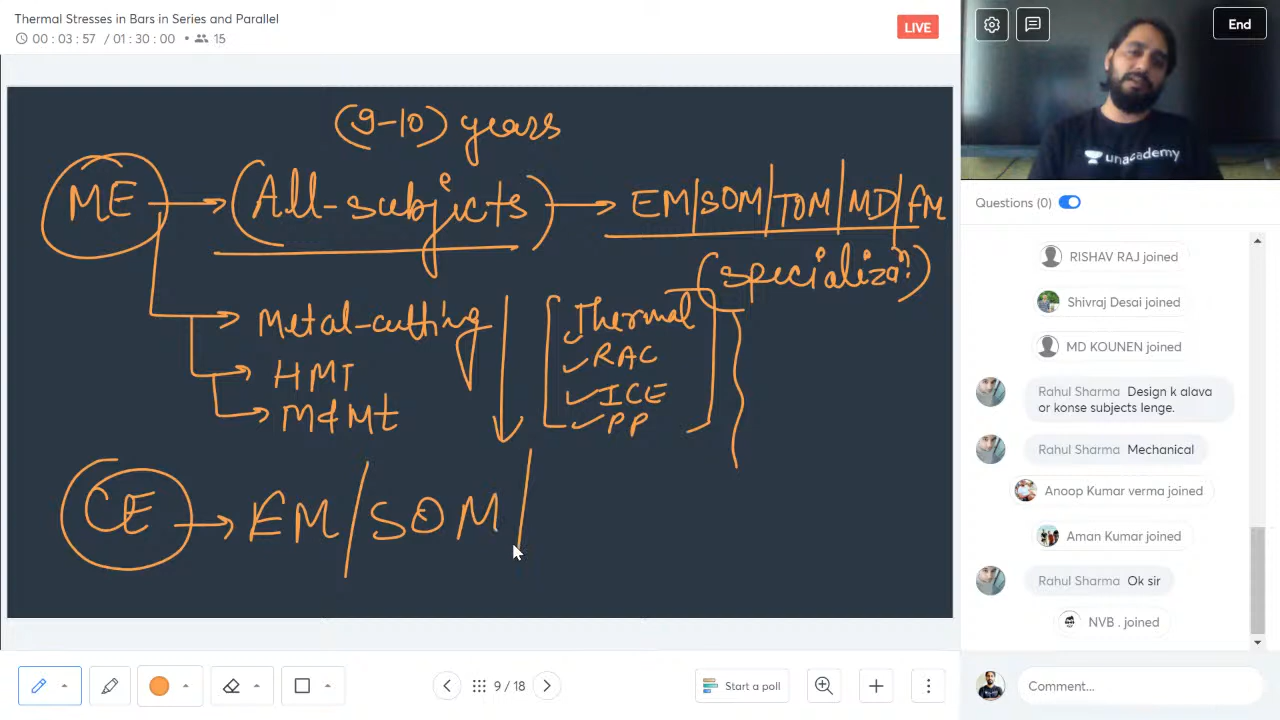 Thermal Stresses in Bars in Series and Parallel
00 : 03 : 57 / 01 : 30 : 00 • 15
LIVE
End
unacademy
(9-10) years
ME → (All-subjects) → EM/SOM/TOM/MD/FM
(specializan)
Metal-cutting
HMT
M&Mt
Thermal
RAC
ICE
PP
CE → EM/SOM/
Questions (0)
RISHAV RAJ joined
Shivraj Desai joined
MD KOUNEN joined
Rahul Sharma Design k alava
or konse subjects lenge.
Rahul Sharma Mechanical
Anoop Kumar verma joined
Aman Kumar joined
Rahul Sharma Ok sir
NVB . joined
9 / 18
Start a poll
Comment...